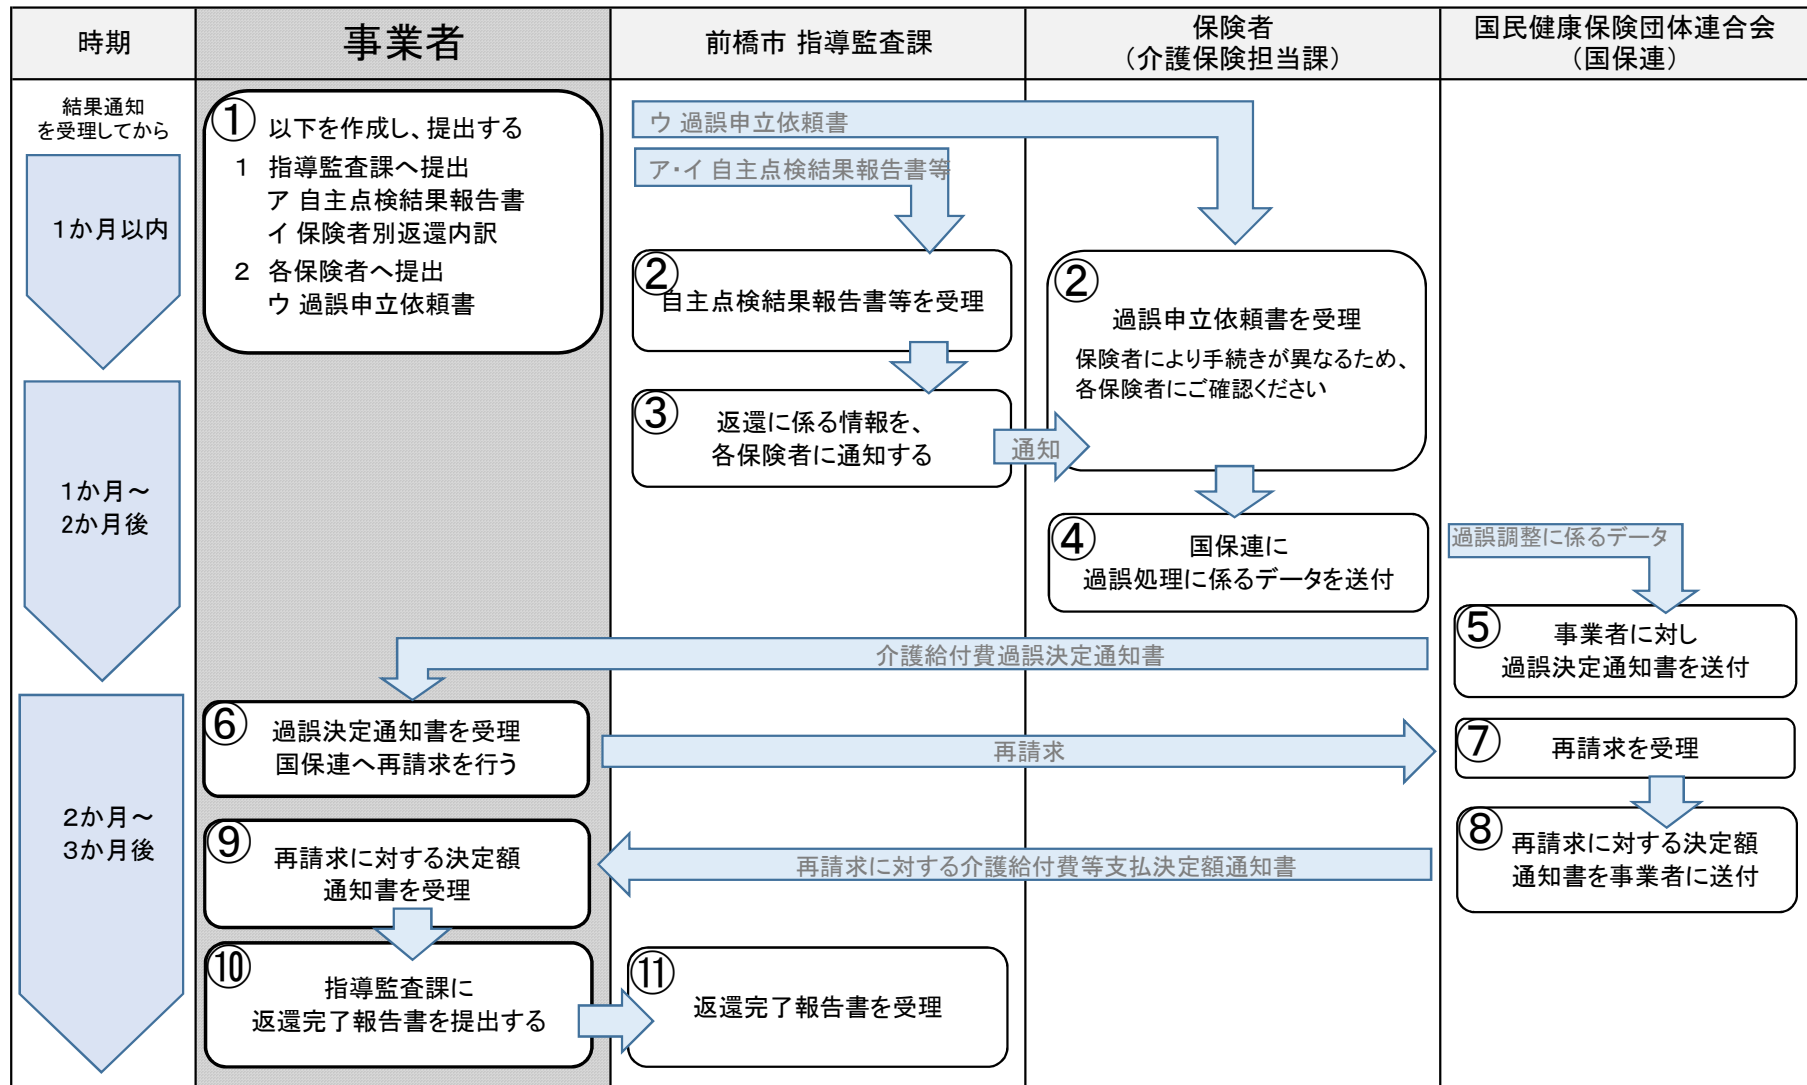 時期
事業者
前橋市 指導監査課
保険者
（介護保険担当課）
国民健康保険団体連合会
（国保連）
結果通知
を受理してから
１か月以内
１か月～
2か月後
２か月～
３か月後
①
以下を作成し、提出する
１ 指導監査課へ提出
ア 自主点検結果報告書
イ 保険者別返還内訳
２ 各保険者へ提出
ウ 過誤申立依頼書
ウ 過誤申立依頼書
ア・イ 自主点検結果報告書等
②
自主点検結果報告書等を受理
②
過誤申立依頼書を受理
保険者により手続きが異なるため、
各保険者にご確認ください
③
返還に係る情報を、
各保険者に通知する
通知
④
国保連に
過誤処理に係るデータを送付
過誤調整に係るデータ
⑤
事業者に対し
過誤決定通知書を送付
介護給付費過誤決定通知書
⑥
過誤決定通知書を受理
国保連へ再請求を行う
再請求
⑦
再請求を受理
⑧
再請求に対する決定額
通知書を事業者に送付
再請求に対する介護給付費等支払決定額通知書
⑨
再請求に対する決定額
通知書を受理
⑩
指導監査課に
返還完了報告書を提出する
⑪
返還完了報告書を受理